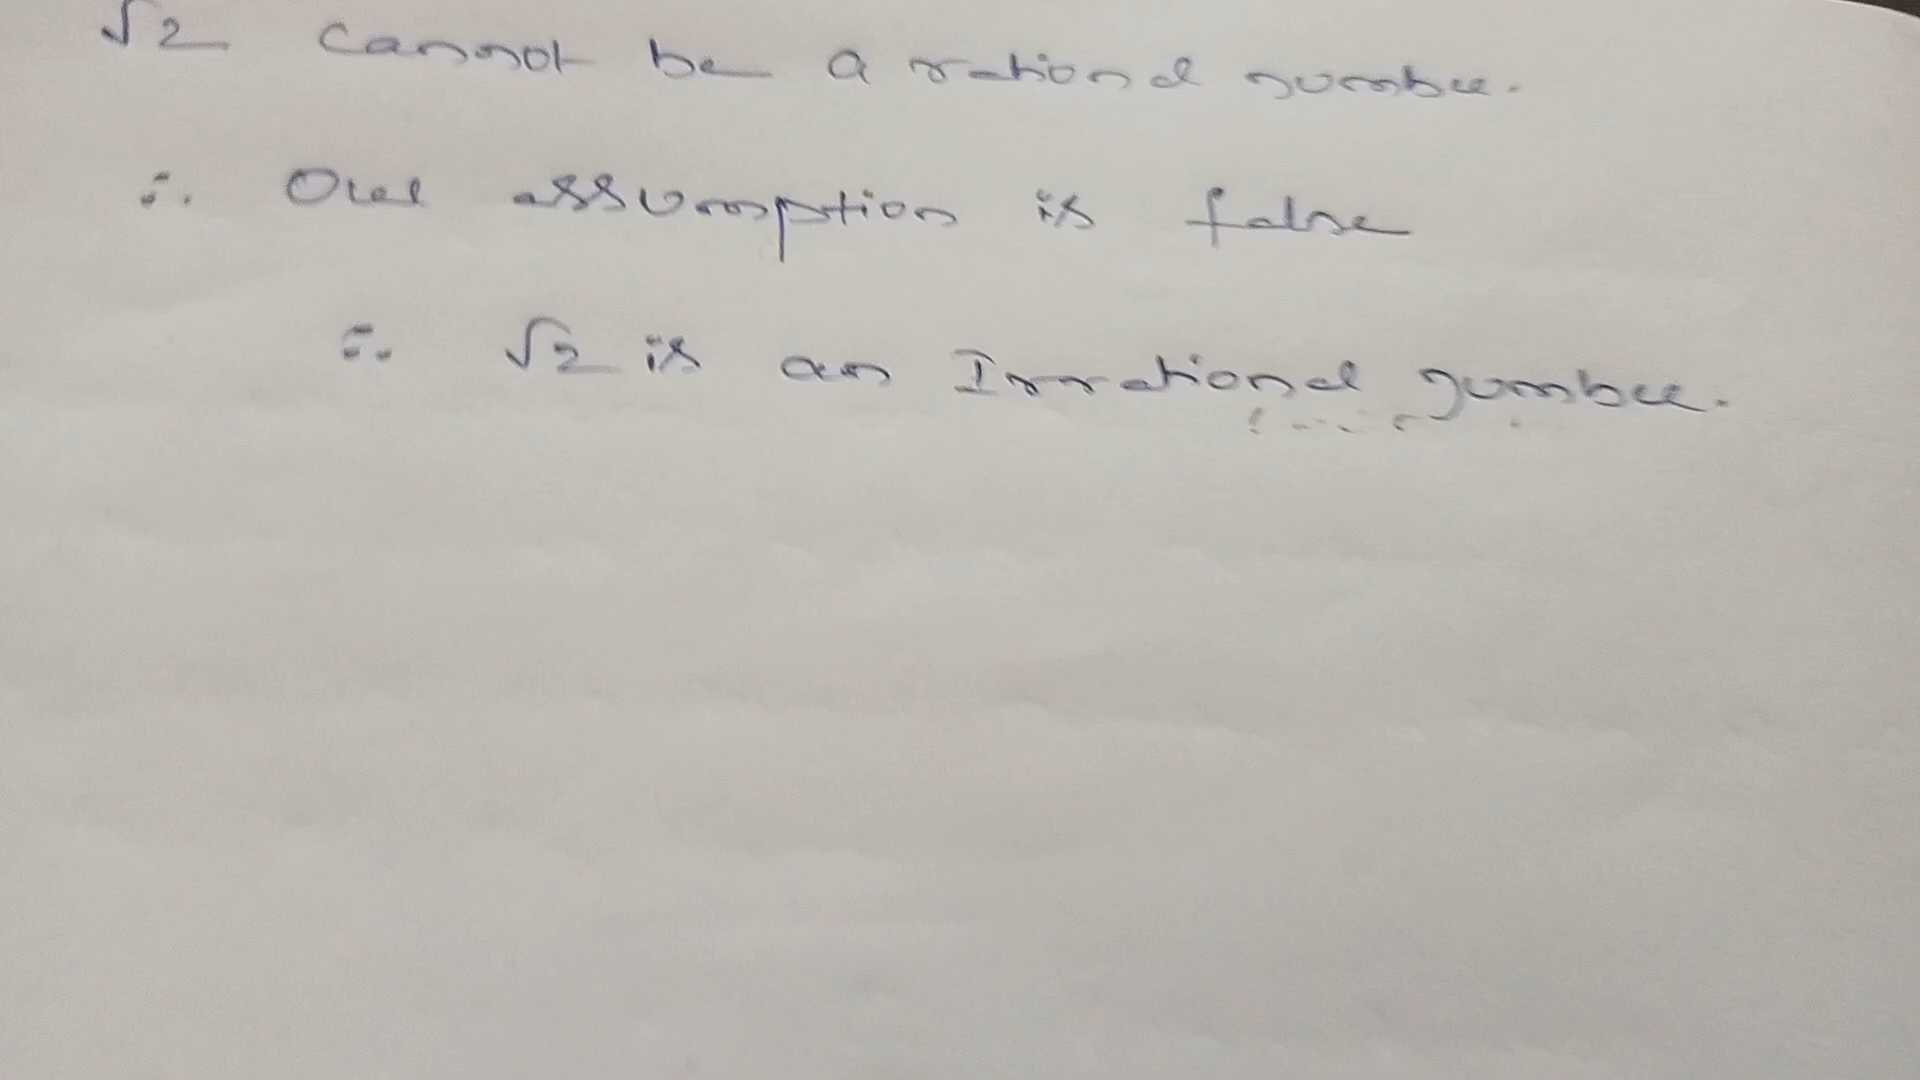 √2 cannot be a rational number.
∴ Our assumption is false
∴ √2 is an Irrational number.